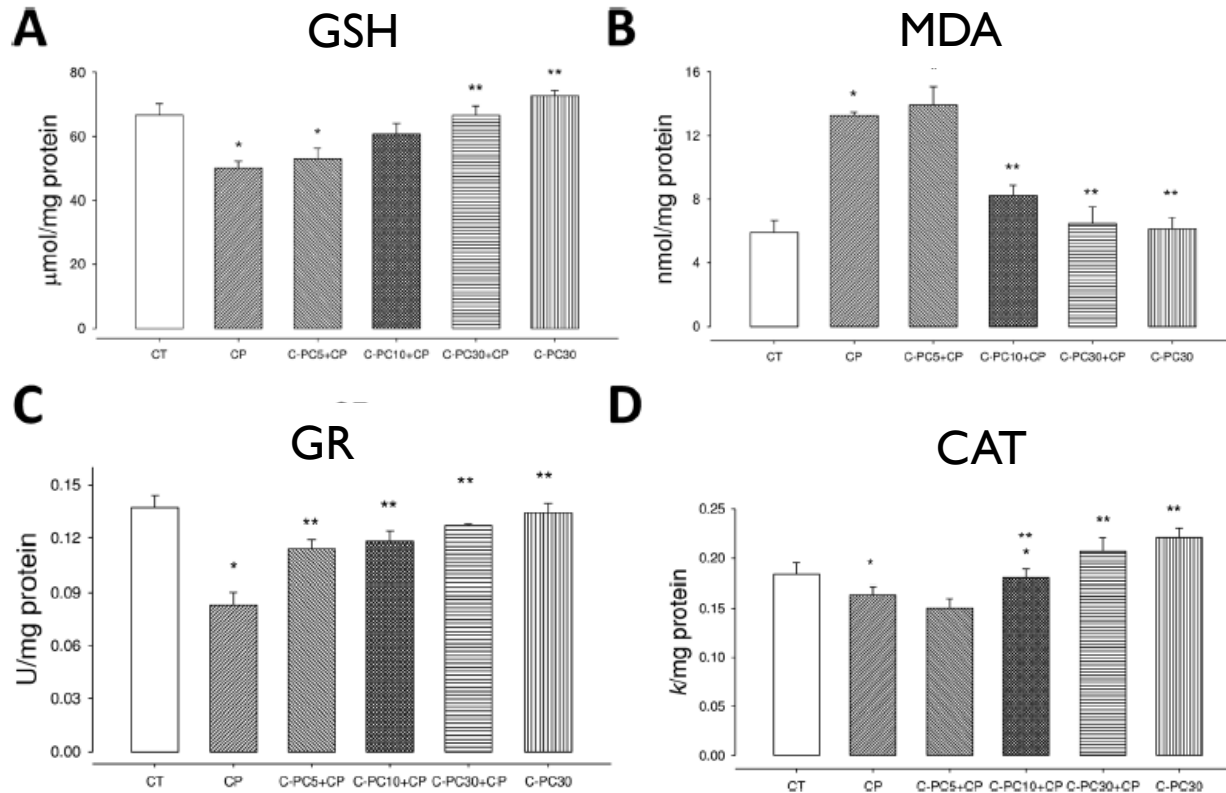 A GSH
80
60
40
20
0
µmol/mg protein
* * ** **
CT CP C-PC5+CP C-PC10+CP C-PC30+CP C-PC30
B MDA
16
12
8
4
0
nmol/mg protein
* ** ** **
CT CP C-PC5+CP C-PC10+CP C-PC30+CP C-PC30
C GR
0.15
0.12
0.09
0.06
0.03
0.00
U/mg protein
* ** ** ** **
CT CP C-PC5+CP C-PC10+CP C-PC30+CP C-PC30
D CAT
0.25
0.20
0.15
0.10
0.05
0.00
k/mg protein
* ** * ** **
CT CP C-PC5+CP C-PC10+CP C-PC30+CP C-PC30